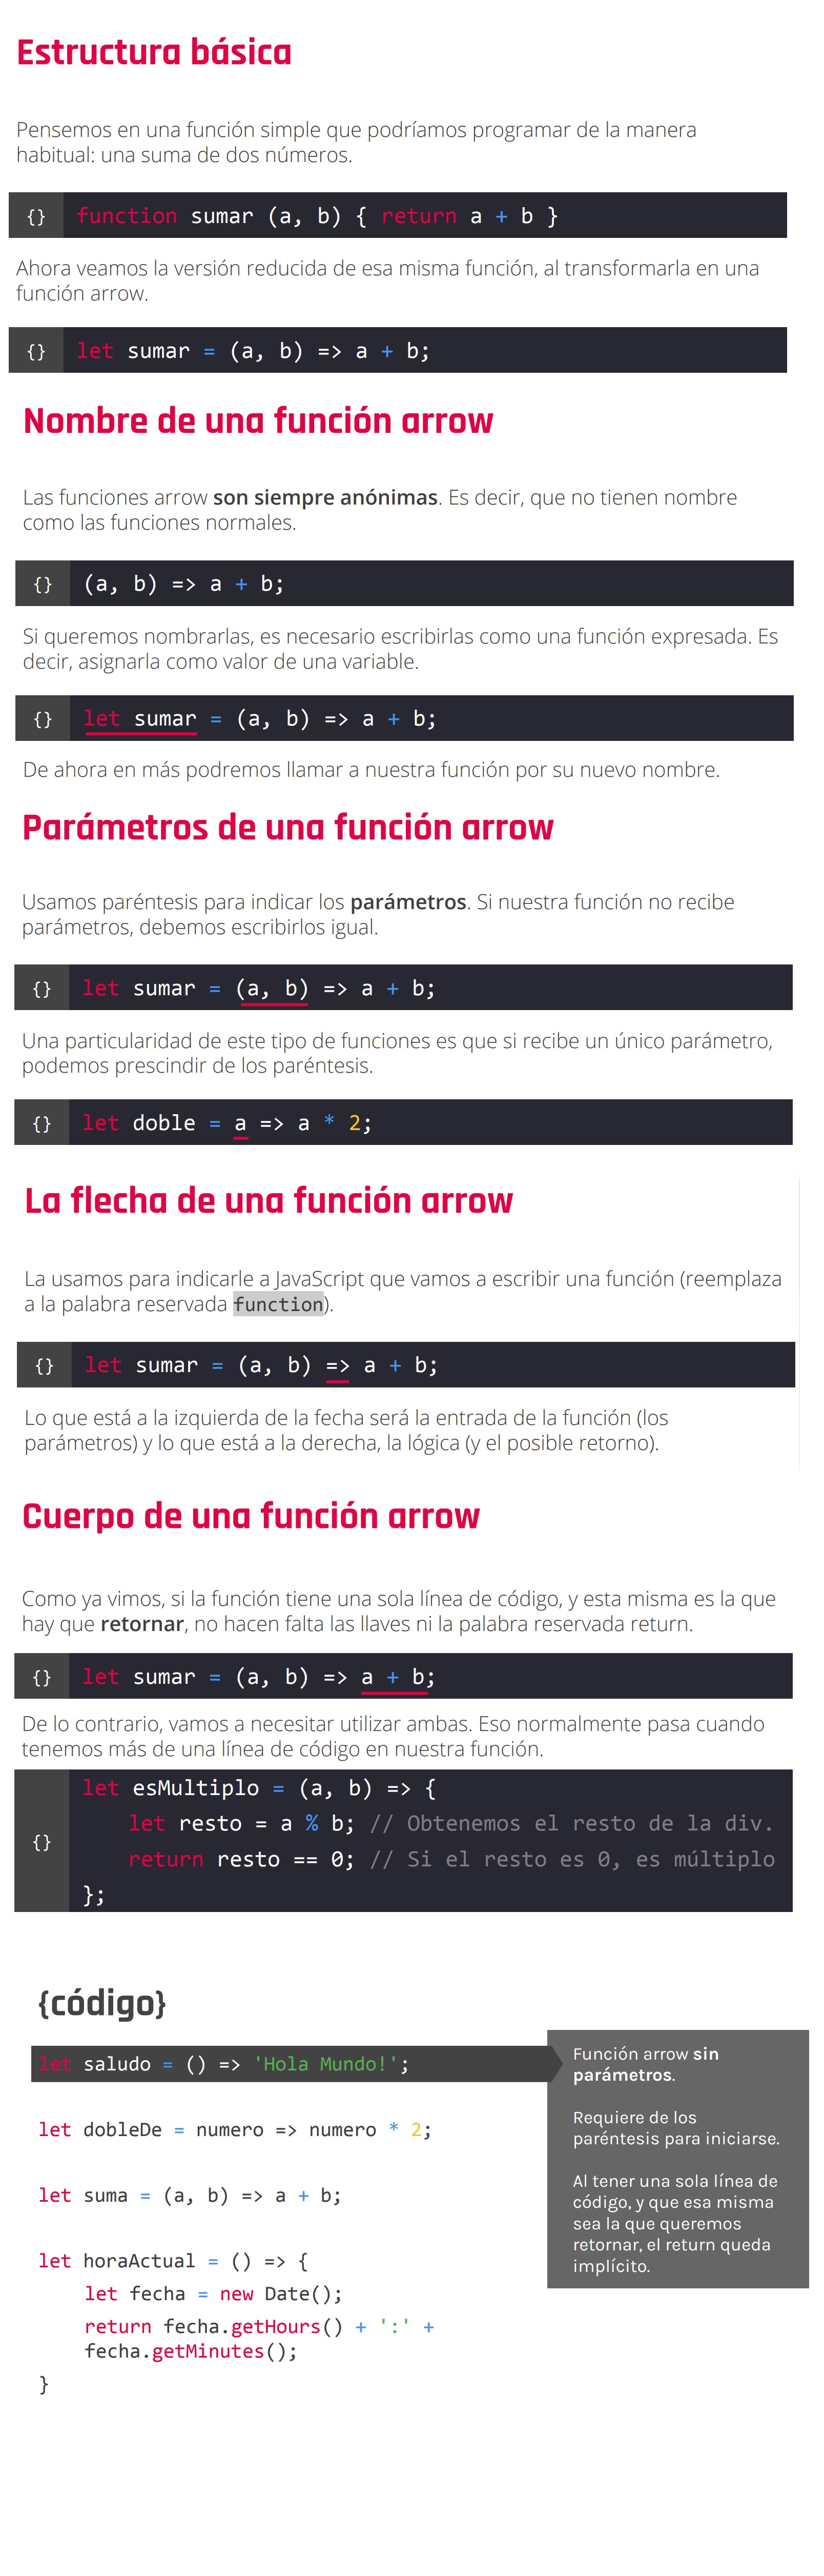 Estructura básica
Pensemos en una función simple que podríamos programar de la manera
habitual: una suma de dos números.
{} function sumar (a, b) { return a + b }
Ahora veamos la versión reducida de esa misma función, al transformarla en una
función arrow.
{} let sumar = (a, b) => a + b;
Nombre de una función arrow
Las funciones arrow son siempre anónimas. Es decir, que no tienen nombre
como las funciones normales.
{} (a, b) => a + b;
Si queremos nombrarlas, es necesario escribirlas como una función expresada. Es
decir, asignarla como valor de una variable.
{} let sumar = (a, b) => a + b;
De ahora en más podremos llamar a nuestra función por su nuevo nombre.
Parámetros de una función arrow
Usamos paréntesis para indicar los parámetros. Si nuestra función no recibe
parámetros, debemos escribirlos igual.
{} let sumar = (a, b) => a + b;
Una particularidad de este tipo de funciones es que si recibe un único parámetro,
podemos prescindir de los paréntesis.
{} let doble = a => a * 2;
La flecha de una función arrow
La usamos para indicarle a JavaScript que vamos a escribir una función (reemplaza
a la palabra reservada function).
{} let sumar = (a, b) => a + b;
Lo que está a la izquierda de la fecha será la entrada de la función (los
parámetros) y lo que está a la derecha, la lógica (y el posible retorno).
Cuerpo de una función arrow
Como ya vimos, si la función tiene una sola línea de código, y esta misma es la que
hay que retornar, no hacen falta las llaves ni la palabra reservada return.
{} let sumar = (a, b) => a + b;
De lo contrario, vamos a necesitar utilizar ambas. Eso normalmente pasa cuando
tenemos más de una línea de código en nuestra función.
let esMultiplo = (a, b) => {
let resto = a % b; // Obtenemos el resto de la div.
{}
return resto == 0; // Si el resto es 0, es múltiplo
};
{código}
let saludo = () => 'Hola Mundo!';
let dobleDe = numero => numero * 2;
let suma = (a, b) => a + b;
let horaActual = () => {
let fecha = new Date();
return fecha.getHours() + ':' +
fecha.getMinutes();
}
Función arrow sin
parámetros.
Requiere de los
paréntesis para iniciarse.
Al tener una sola línea de
código, y que esa misma
sea la que queremos
retornar, el return queda
implícito.